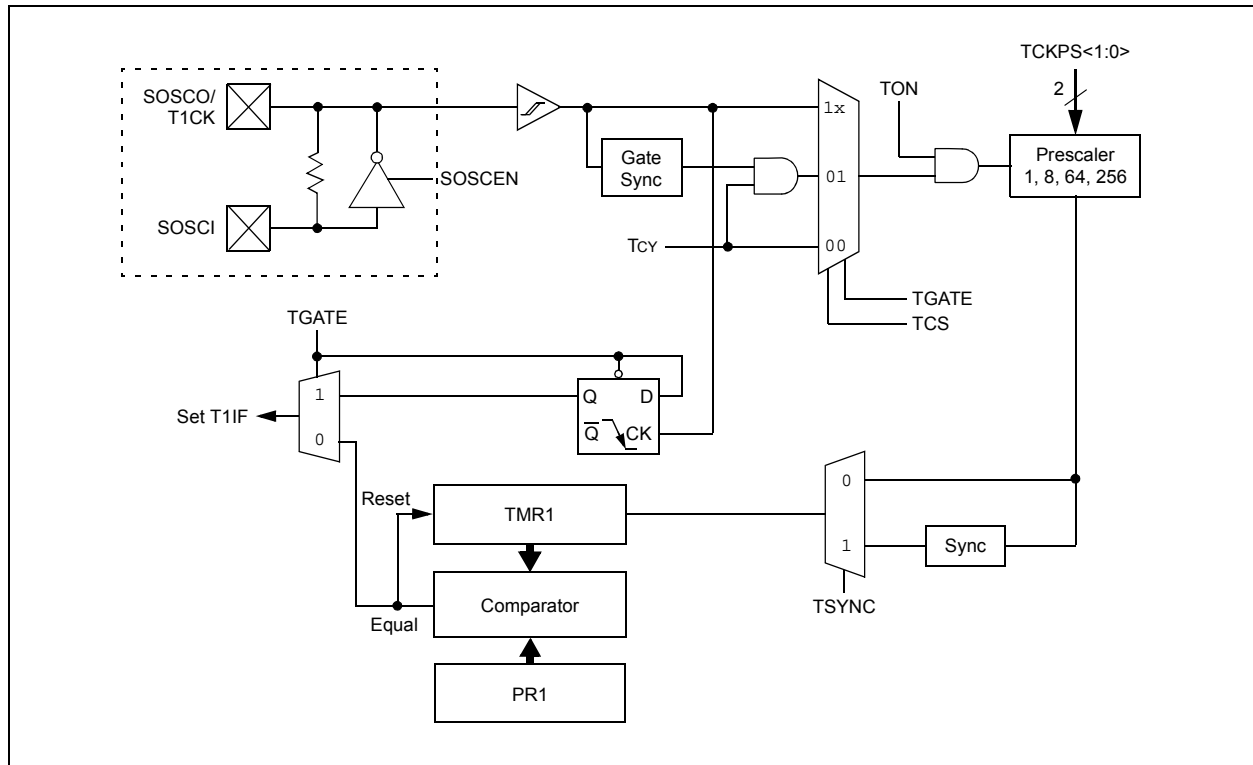 TCKPS<1:0>
2
SOSCO/
T1CK
TON
1x
Prescaler
1, 8, 64, 256
Gate
Sync
SOSCEN
01
SOSCI
TCY
00
TGATE
TCS
TGATE
1
Q
D
Set T1IF
0
Q
CK
Reset
TMR1
0
1
Sync
Comparator
TSYNC
Equal
PR1